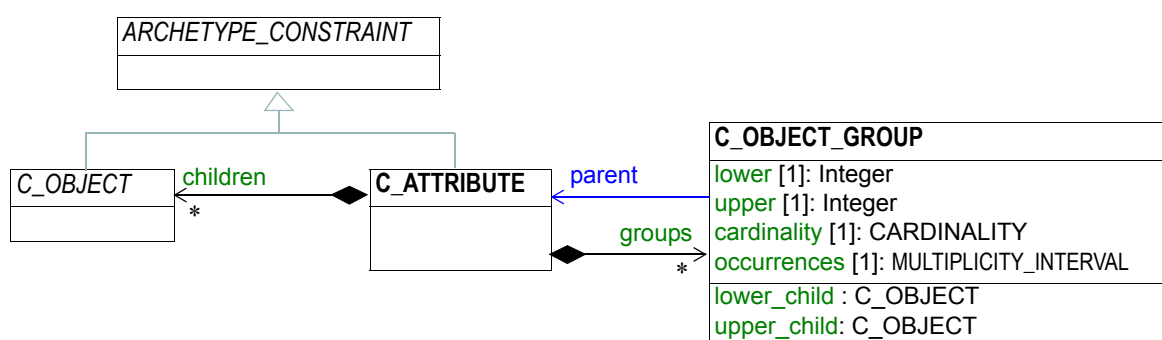 ARCHETYPE_CONSTRAINT
C_OBJECT
children
*
C_ATTRIBUTE
parent
groups
*
C_OBJECT_GROUP
lower [1]: Integer
upper [1]: Integer
cardinality [1]: CARDINALITY
occurrences [1]: MULTIPLICITY_INTERVAL
lower_child : C_OBJECT
upper_child: C_OBJECT